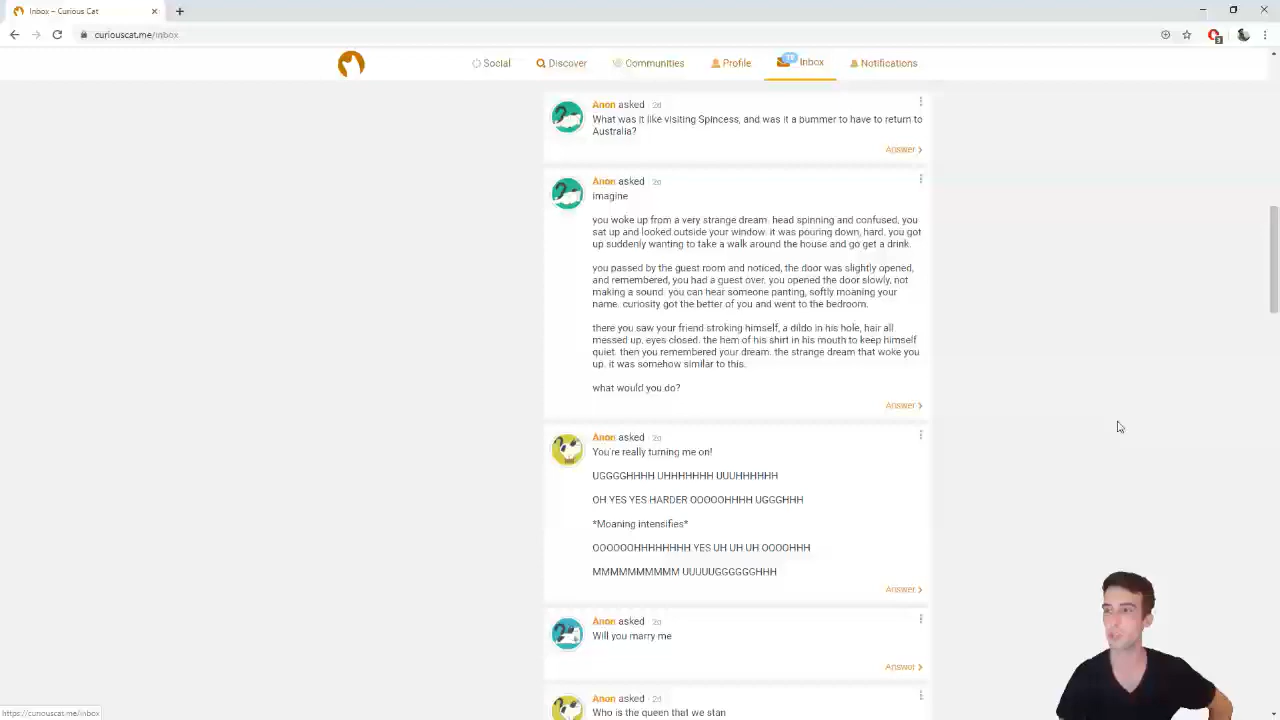 Inbox – Curious Cat
curiouscat.me/inbox
3
Social
Discover
Communities
Profile
Inbox
Notifications
Anon asked · 2d
What was it like visiting Spincess, and was it a bummer to have to return to
Australia?
Answer
Anon asked · 2d
imagine
you woke up from a very strange dream. head spinning and confused. you
sat up and looked outside your window. it was pouring down, hard. you got
up suddenly wanting to take a walk around the house and go get a drink.
you passed by the guest room and noticed, the door was slightly opened,
and remembered, you had a guest over. you opened the door slowly, not
making a sound. you can hear someone panting, softly moaning your
name. curiosity got the better of you and went to the bedroom.
there you saw your friend stroking himself, a dildo in his hole, hair all
messed up, eyes closed. the hem of his shirt in his mouth to keep himself
quiet. then you remembered your dream. the strange dream that woke you
up. it was somehow similar to this.
what would you do?
Answer
Anon asked · 2d
You're really turning me on!
UGGGGHHHH UHHHHHHH UUUHHHHHH
OH YES YES HARDER OOOOOHHHH UGGGHHH
*Moaning intensifies*
OOOOOOHHHHHHHH YES UH UH UH OOOOHHH
MMMMMMMMMM UUUUUGGGGGGHHH
Answer
Anon asked · 2d
Will you marry me
Answer
Anon asked · 2d
Who is the queen that we stan
https://curiouscat.me/inbox